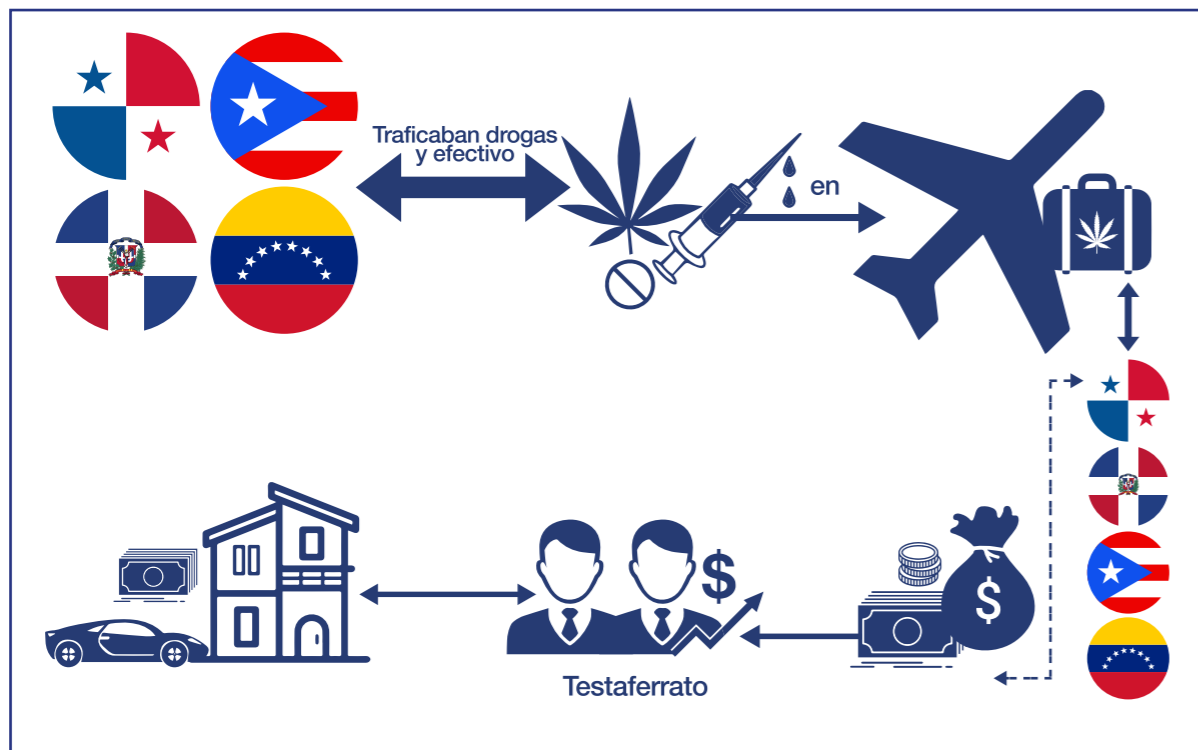 Traficaban drogas
y efectivo
en
$
$
Testaferrato